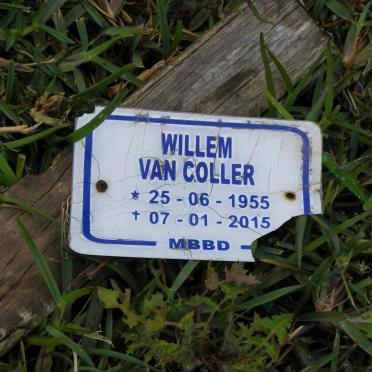 WILLEM
VAN COLLER
* 25 - 06 - 1955
† 07 - 01 - 2015
MBBD